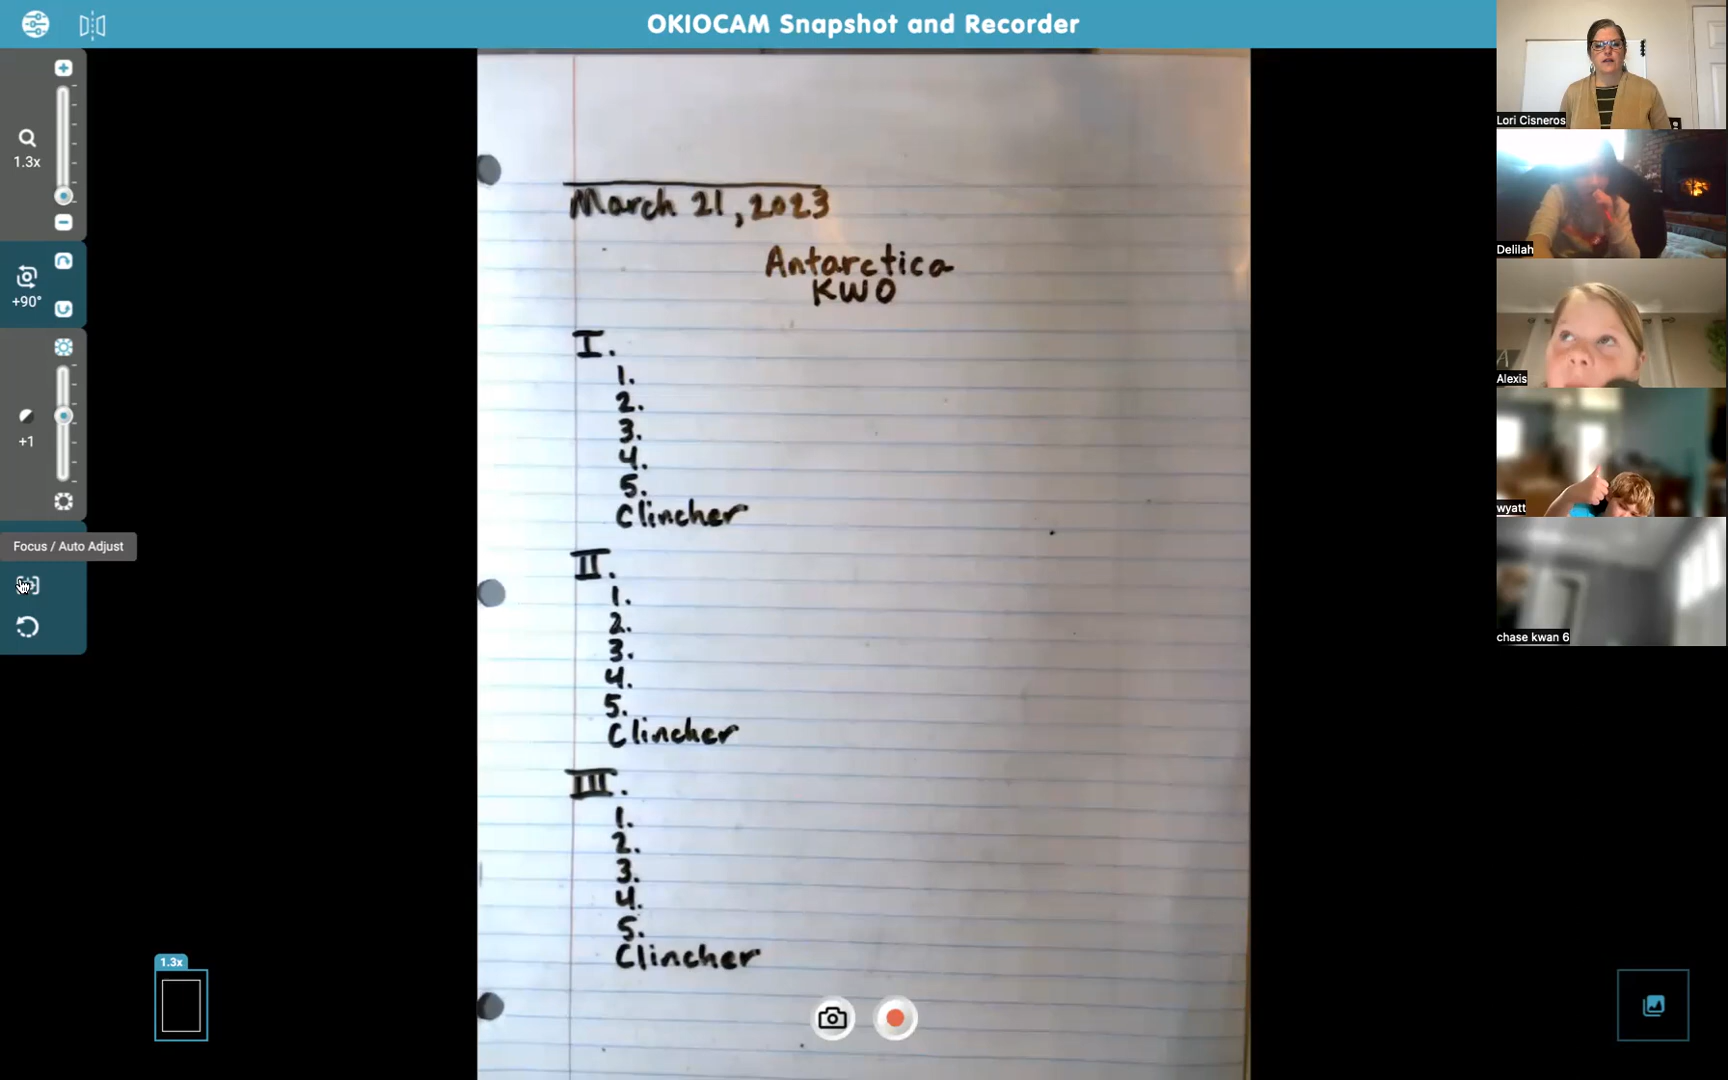 OKIOCAM Snapshot and Recorder
1.3x
+90°
+1
Focus / Auto Adjust
March 21, 2023
Antarctica
KWO
I.
1.
2.
3.
4.
5.
Clincher
II.
1.
2.
3.
4.
5.
Clincher
III.
1.
2.
3.
4.
5.
Clincher
1.3x
Lori Cisneros
Delilah
A
Alexis
wyatt
chase kwan 6